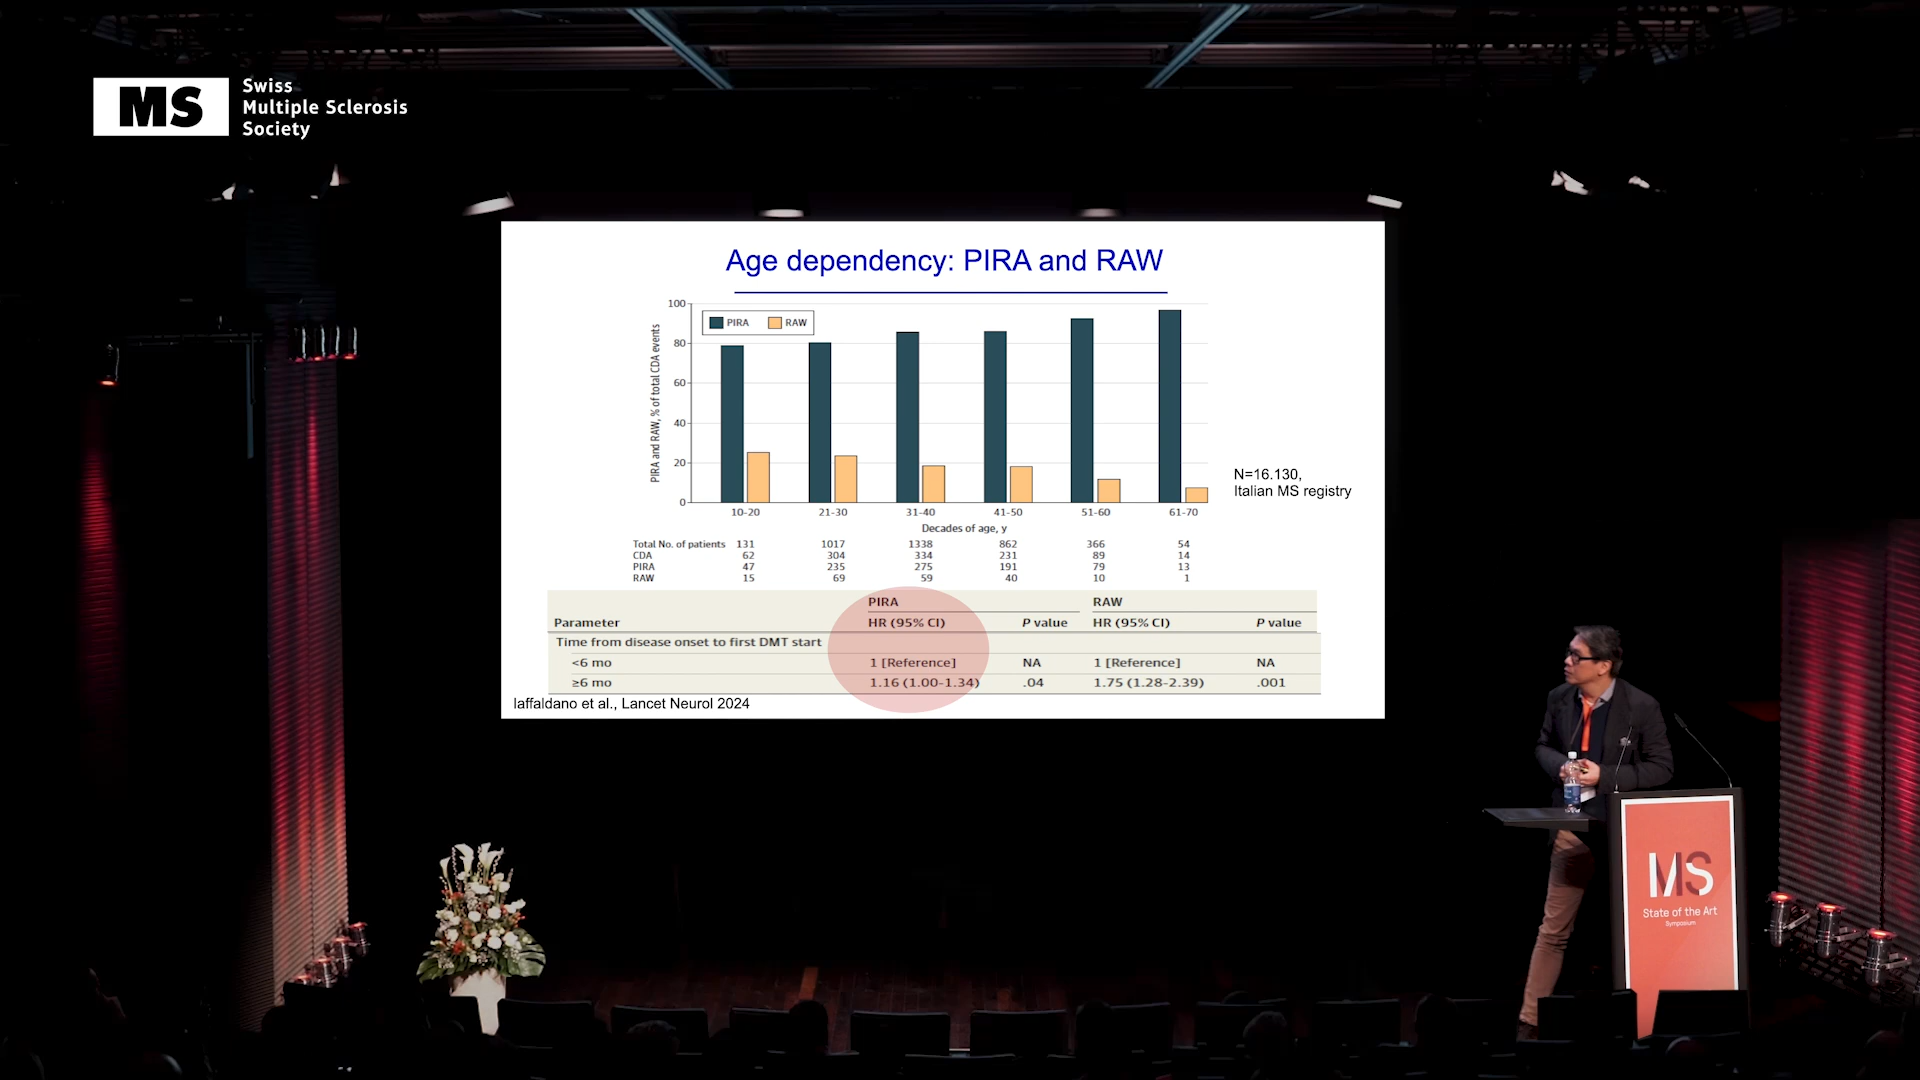 MS
Swiss
Multiple Sclerosis
Society
Age dependency: PIRA and RAW
PIRA and RAW, % of total CDA events
100
80
60
40
20
0
PIRA RAW
10-20 21-30 31-40 41-50 51-60 61-70
Decades of age, y
Total No. of patients 131 1017 1338 862 366 54
CDA 62 304 334 231 89 14
PIRA 47 235 275 191 79 13
RAW 15 69 59 40 10 1
N=16.130,
Italian MS registry
PIRA RAW
Parameter HR (95% CI) P value HR (95% CI) P value
Time from disease onset to first DMT start
<6 mo 1 [Reference] NA 1 [Reference] NA
≥6 mo 1.16 (1.00-1.34) .04 1.75 (1.28-2.39) .001
Iaffaldano et al., Lancet Neurol 2024
MS
State of the Art
Symposium